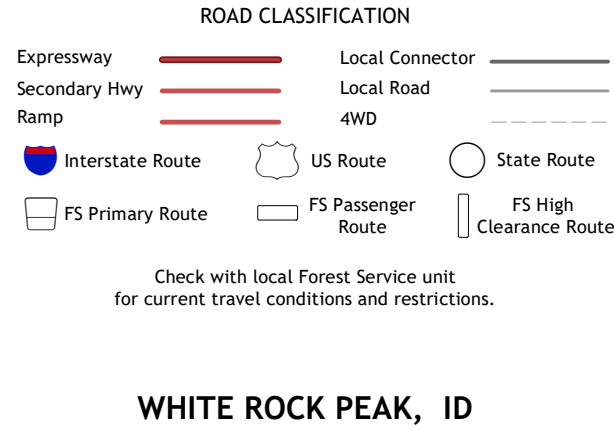 ROAD CLASSIFICATION
Expressway
Local Connector
Secondary Hwy
Local Road
Ramp
4WD
Interstate Route
US Route
State Route
FS Primary Route
FS Passenger
Route
FS High
Clearance Route
Check with local Forest Service unit
for current travel conditions and restrictions.
WHITE ROCK PEAK, ID